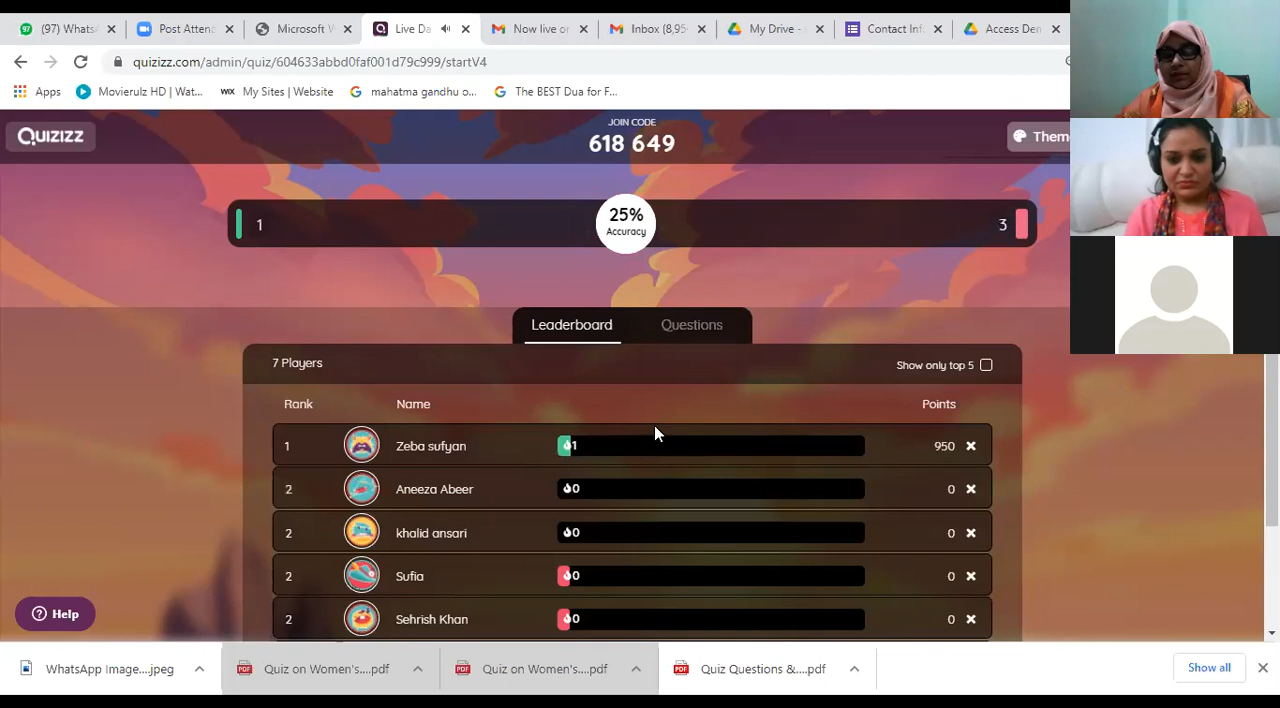 (97) Whats
Post Attend
Microsoft W
Live Da
Now live on
Inbox (8,95
My Drive -
Contact Inf
Access Den
quizizz.com/admin/quiz/604633abbd0faf001d79c999/startV4
Apps
Movierulz HD | Wat...
WIX
My Sites | Website
mahatma gandhu o...
The BEST Dua for F...
Quizizz
JOIN CODE
618 649
Them
1
25%
Accuracy
3
Leaderboard
Questions
7 Players
Show only top 5
Rank
Name
Points
1 Zeba sufyan 1 950
2 Aneeza Abeer 0 0
2 khalid ansari 0 0
2 Sufia 0 0
2 Sehrish Khan 0 0
Help
WhatsApp Image....jpeg
Quiz on Women's....pdf
Quiz on Women's....pdf
Quiz Questions &....pdf
Show all